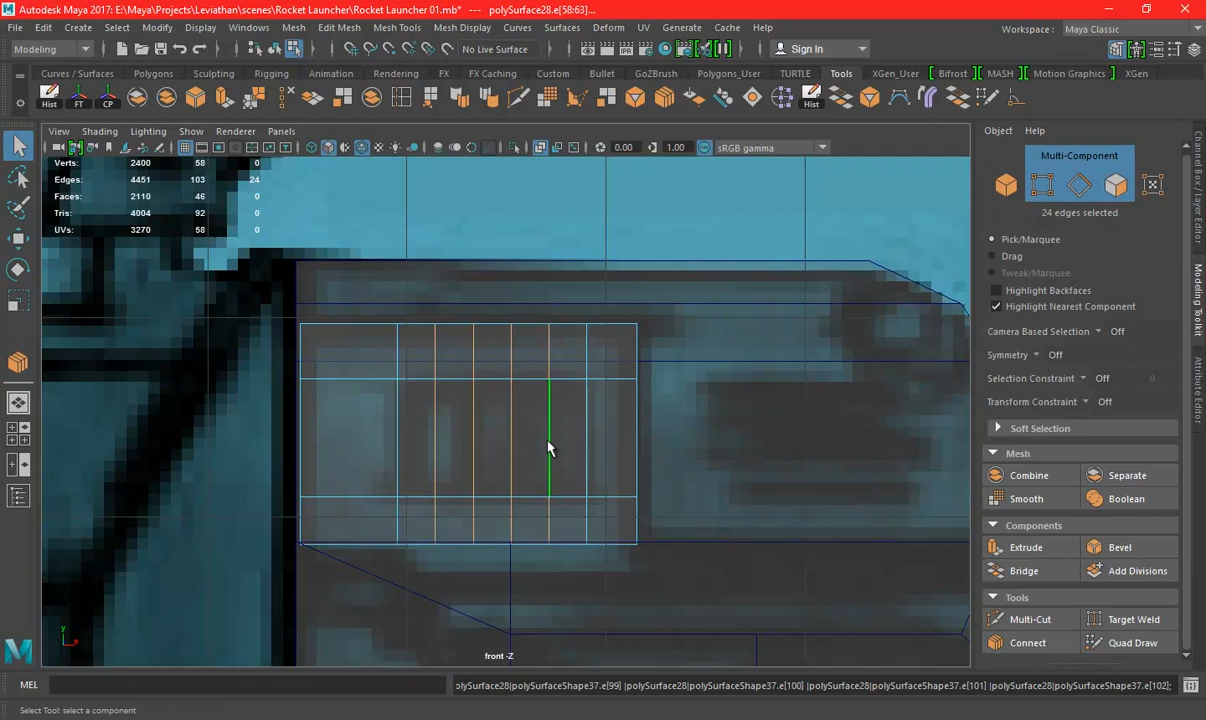 Autodesk Maya 2017: E:\Maya\Projects\Leviathan\scenes\Rocket Launcher\Rocket Launcher 01.mb*   ---   polySurface28.e[58:63]...
File Edit Create Select Modify Display Windows Mesh Edit Mesh Mesh Tools Mesh Display Curves Surfaces Deform UV Generate Cache Help
Workspace : Maya Classic
Modeling No Live Surface Sign In
Curves / Surfaces Polygons Sculpting Rigging Animation Rendering FX FX Caching Custom Bullet GoZBrush Polygons_User TURTLE Tools XGen_User Bifrost MASH Motion Graphics XGen
Hist FT CP Hist
View Shading Lighting Show Renderer Panels
0.00 1.00 sRGB gamma
Verts: 2400 58 0
Edges: 4451 103 24
Faces: 2110 46 0
Tris: 4004 92 0
UVs: 3270 58 0
y
x
front -Z
Object Help
Multi-Component
24 edges selected
Pick/Marquee
Drag
Tweak/Marquee
Highlight Backfaces
Highlight Nearest Component
Camera Based Selection Off
Symmetry Off
Selection Constraint Off
Transform Constraint Off
Soft Selection
Mesh
Combine Separate
Smooth Boolean
Components
Extrude Bevel
Bridge Add Divisions
Tools
Multi-Cut Target Weld
Connect Quad Draw
Channel Box / Layer Editor
Modeling Toolkit
Attribute Editor
MEL olySurface28|polySurfaceShape37.e[99] |polySurface28|polySurfaceShape37.e[100] |polySurface28|polySurfaceShape37.e[101] |polySurface28|polySurfaceShape37.e[102];
Select Tool: select a component